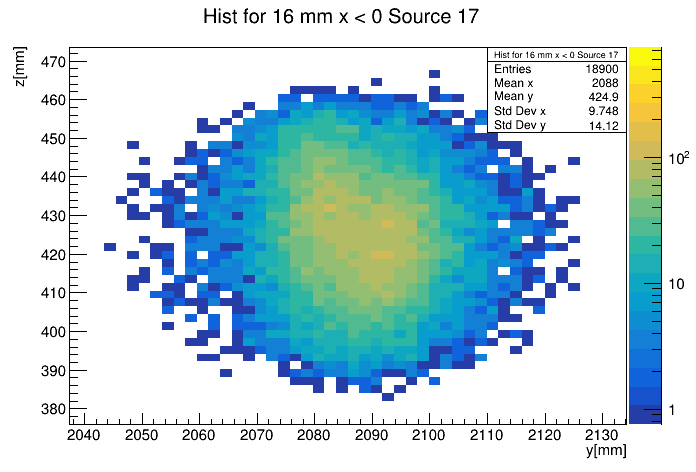 Hist for 16 mm x < 0 Source 17
z[mm]
470
460
450
440
430
420
410
400
390
380
2040 2050 2060 2070 2080 2090 2100 2110 2120 2130
y[mm]
Hist for 16 mm x < 0 Source 17
Entries 18900
Mean x 2088
Mean y 424.9
Std Dev x 9.748
Std Dev y 14.12
10²
10
1